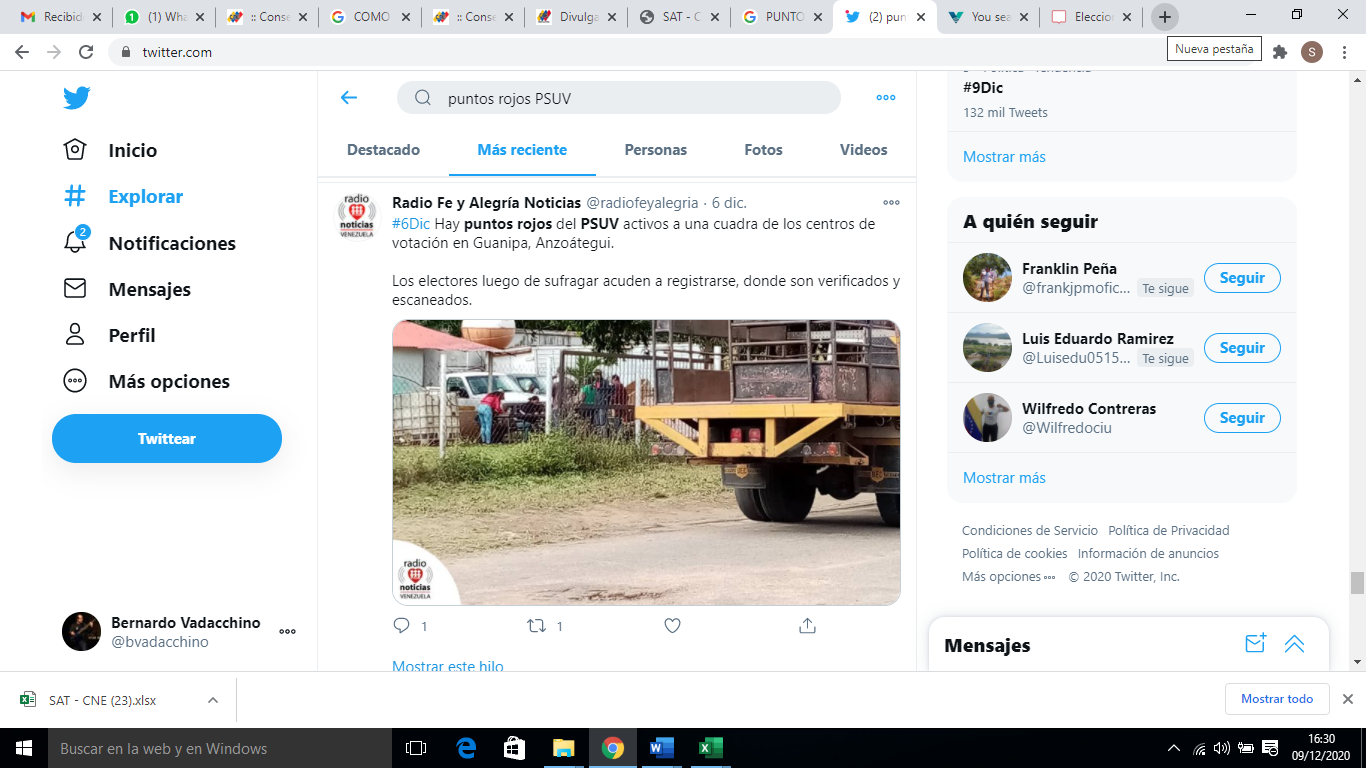 Recibid
(1) Wha
:: Conse
COMO
:: Conse
Divulga
SAT - C
PUNTO
(2) pun
You sea
Eleccion
Nueva pestaña
twitter.com
S
puntos rojos PSUV
Destacado
Más reciente
Personas
Fotos
Videos
Inicio
Explorar
2
Notificaciones
Mensajes
Perfil
Más opciones
Twittear
Bernardo Vadacchino
@bvadacchino
radio
noticias
VENEZUELA
Radio Fe y Alegría Noticias @radiofeyalegria · 6 dic.
#6Dic Hay puntos rojos del PSUV activos a una cuadra de los centros de
votación en Guanipa, Anzoátegui.
Los electores luego de sufragar acuden a registrarse, donde son verificados y
escaneados.
radio
noticias
VENEZUELA
1
1
Mostrar este hilo
#9Dic
132 mil Tweets
Mostrar más
A quién seguir
Franklin Peña
@frankjpmofic... Te sigue
Seguir
Luis Eduardo Ramirez
@Luisedu0515... Te sigue
Seguir
Wilfredo Contreras
@Wilfredociu
Seguir
Mostrar más
Condiciones de Servicio Política de Privacidad
Política de cookies Información de anuncios
Más opciones © 2020 Twitter, Inc.
Mensajes
SAT - CNE (23).xlsx
Mostrar todo
Buscar en la web y en Windows
16:30
09/12/2020